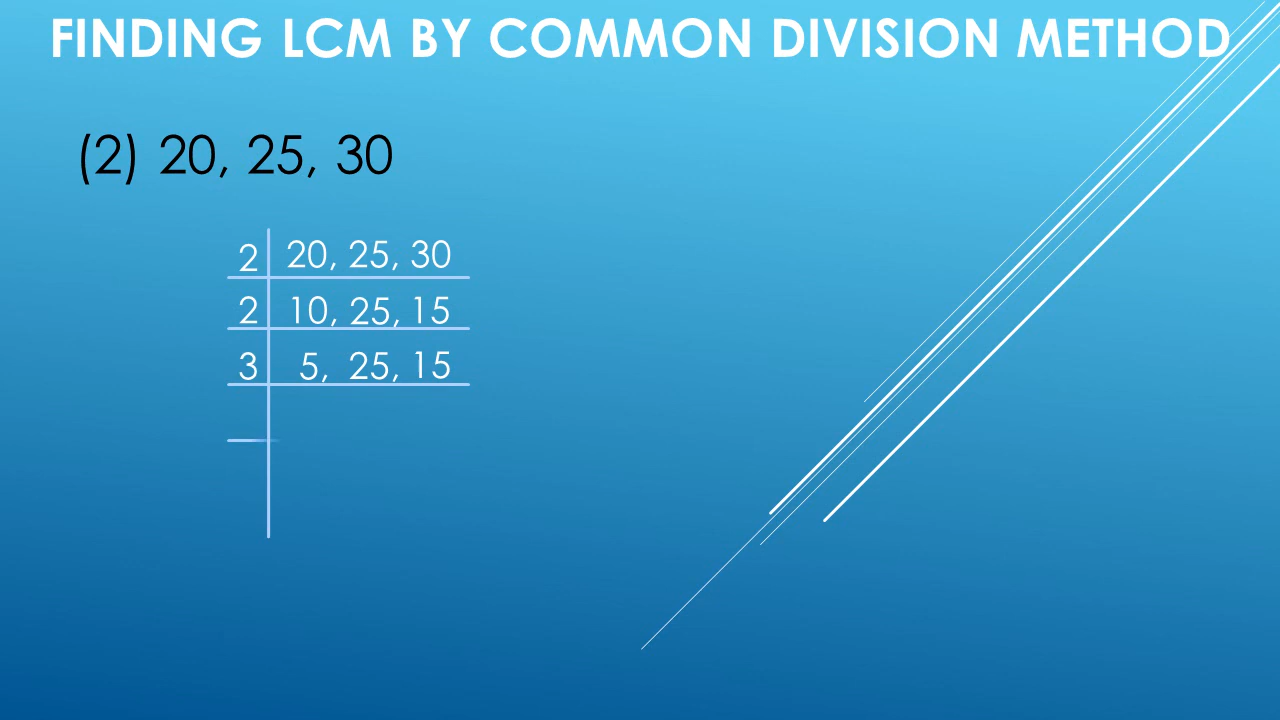 FINDING LCM BY COMMON DIVISION METHOD
(2) 20, 25, 30
2 20, 25, 30
2 10, 25, 15
3 5, 25, 15